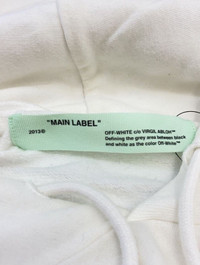 "MAIN LABEL"
2013©
OFF-WHITE c/o VIRGIL ABLOH™
Defining the grey area between black
and white as the color Off-White™